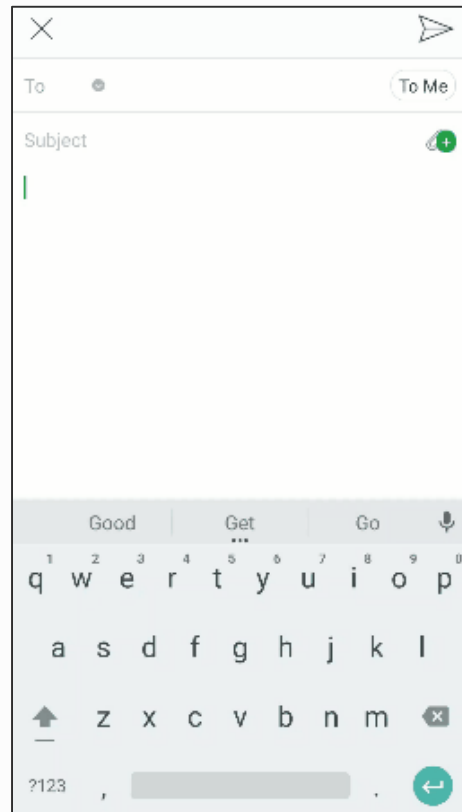 To To Me
Subject
Good Get Go
1 2 3 4 5 6 7 8 9 0
q w e r t y u i o p
a s d f g h j k l
z x c v b n m
?123 , .